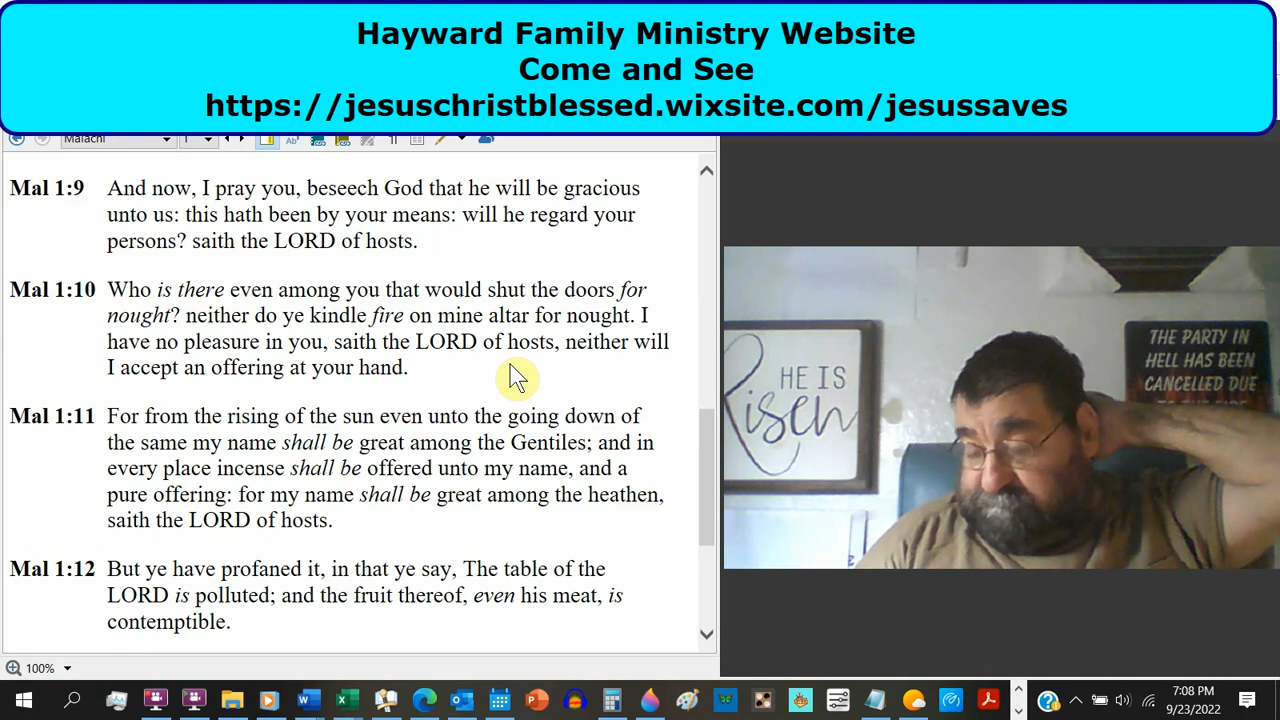 Hayward Family Ministry Website
Come and See
https://jesuschristblessed.wixsite.com/jesussaves
Malachi 1
Mal 1:9 And now, I pray you, beseech God that he will be gracious
unto us: this hath been by your means: will he regard your
persons? saith the LORD of hosts.
Mal 1:10 Who is there even among you that would shut the doors for
nought? neither do ye kindle fire on mine altar for nought. I
have no pleasure in you, saith the LORD of hosts, neither will
I accept an offering at your hand.
Mal 1:11 For from the rising of the sun even unto the going down of
the same my name shall be great among the Gentiles; and in
every place incense shall be offered unto my name, and a
pure offering: for my name shall be great among the heathen,
saith the LORD of hosts.
Mal 1:12 But ye have profaned it, in that ye say, The table of the
LORD is polluted; and the fruit thereof, even his meat, is
contemptible.
HE IS
Risen
THE PARTY IN
HELL HAS BEEN
CANCELLED DUE
TO THE FIRE
100%
7:08 PM
9/23/2022